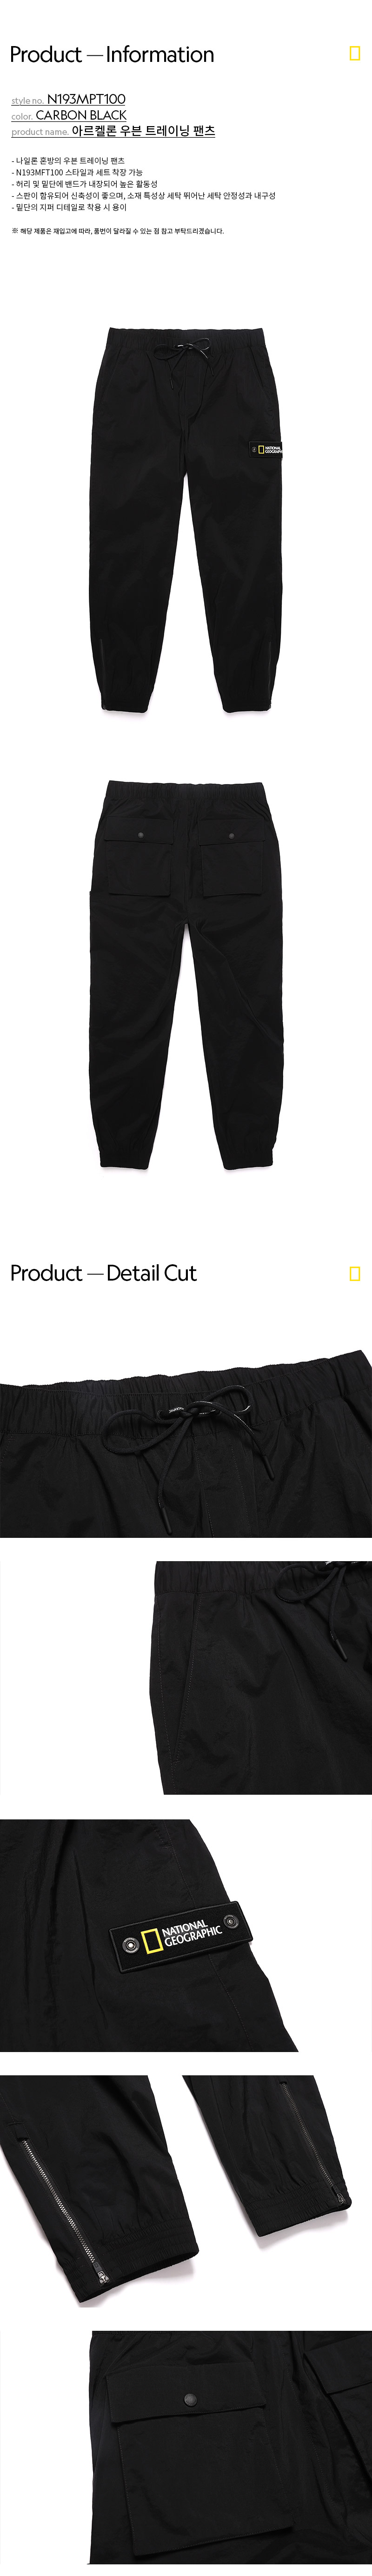 Product — Information
style no. N193MPT100
color. CARBON BLACK
product name. 아르켈론 우븐 트레이닝 팬츠
- 나일론 혼방의 우븐 트레이닝 팬츠
- N193MFT100 스타일과 세트 착장 가능
- 허리 및 밑단에 밴드가 내장되어 높은 활동성
- 스판이 함유되어 신축성이 좋으며, 소재 특성상 세탁 뛰어난 세탁 안정성과 내구성
- 밑단의 지퍼 디테일로 착용 시 용이
※ 해당 제품은 재입고에 따라, 품번이 달라질 수 있는 점 참고 부탁드리겠습니다.
NATIONAL
GEOGRAPHIC
Product — Detail Cut
NATIONAL
GEOGRAPHIC